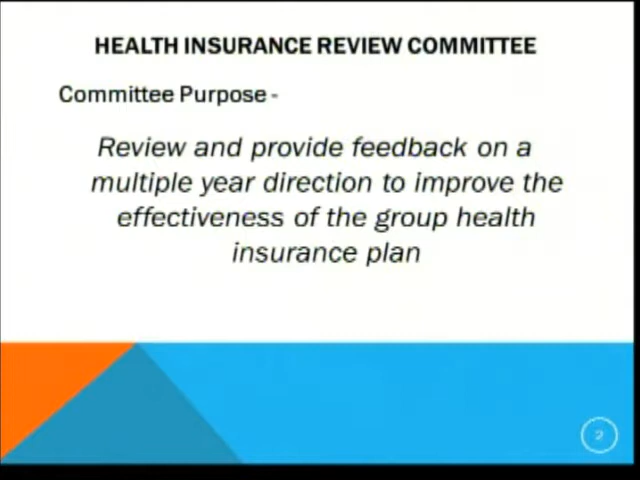 HEALTH INSURANCE REVIEW COMMITTEE
Committee Purpose -
Review and provide feedback on a
multiple year direction to improve the
effectiveness of the group health
insurance plan
2